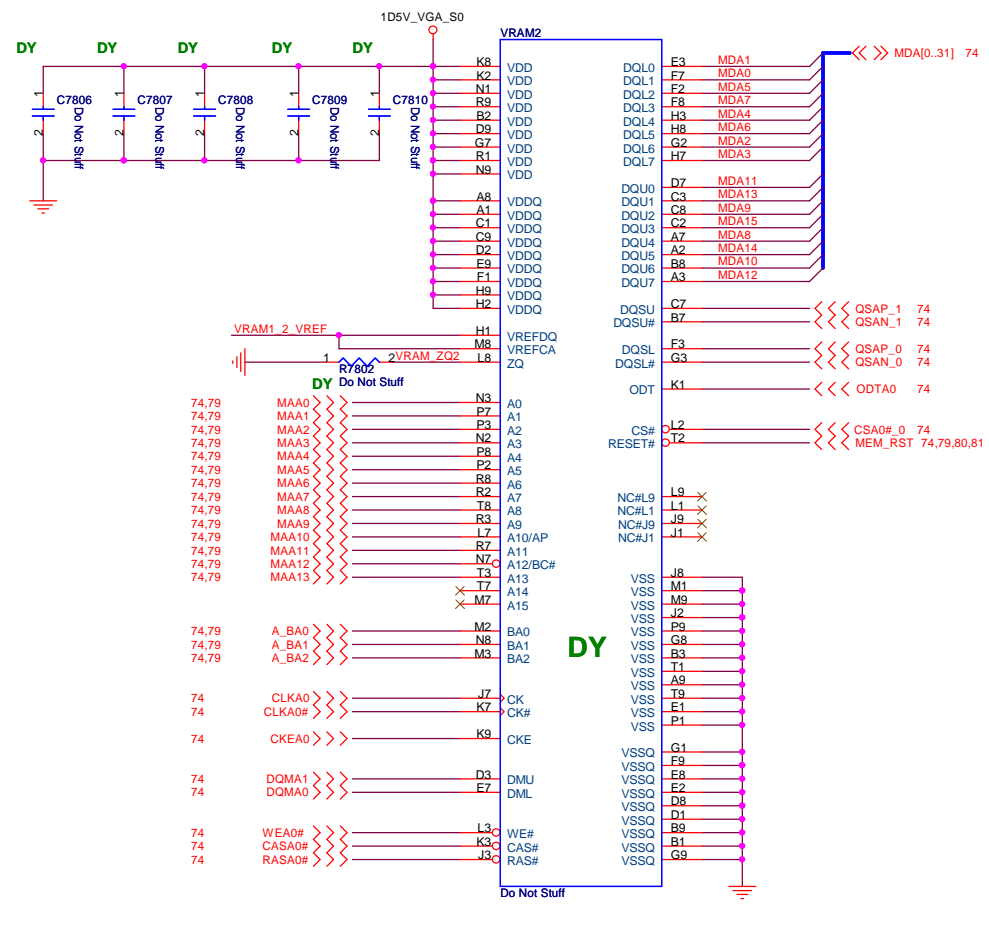 1D5V_VGA_S0
DY DY DY DY DY
VRAM2
1 1 1 1 1
C7806 C7807 C7808 C7809 C7810
Do Not Stuff Do Not Stuff Do Not Stuff Do Not Stuff Do Not Stuff
2 2 2 2 2
K8 VDD DQL0 E3 MDA1 MDA[0..31] 74
K2 VDD DQL1 F7 MDA0
N1 VDD DQL2 F2 MDA5
R9 VDD DQL3 F8 MDA7
B2 VDD DQL4 H3 MDA4
D9 VDD DQL5 H8 MDA6
G7 VDD DQL6 G2 MDA2
R1 VDD DQL7 H7 MDA3
N9 VDD
DQU0 D7 MDA11
A8 VDDQ DQU1 C3 MDA13
A1 VDDQ DQU2 C8 MDA9
C1 VDDQ DQU3 C2 MDA15
C9 VDDQ DQU4 A7 MDA8
D2 VDDQ DQU5 A2 MDA14
E9 VDDQ DQU6 B8 MDA10
F1 VDDQ DQU7 A3 MDA12
H9 VDDQ
H2 VDDQ DQSU C7 QSAP_1 74
DQSU# B7 QSAN_1 74
VRAM1_2_VREF H1 VREFDQ
M8 VREFCA DQSL F3 QSAP_0 74
1 2 VRAM_ZQ2 L8 ZQ DQSL# G3 QSAN_0 74
R7802
Do Not Stuff
DY
ODT K1 ODTA0 74
74,79 MAA0 N3 A0
74,79 MAA1 P7 A1
74,79 MAA2 P3 A2 CS# L2 CSA0#_0 74
74,79 MAA3 N2 A3 RESET# T2 MEM_RST 74,79,80,81
74,79 MAA4 P8 A4
74,79 MAA5 P2 A5
74,79 MAA6 R8 A6
74,79 MAA7 R2 A7 NC#L9 L9
74,79 MAA8 T8 A8 NC#L1 L1
74,79 MAA9 R3 A9 NC#J9 J9
74,79 MAA10 L7 A10/AP NC#J1 J1
74,79 MAA11 R7 A11
74,79 MAA12 N7 A12/BC#
74,79 MAA13 T3 A13 VSS J8
T7 A14 VSS M1
M7 A15 VSS M9
VSS J2
74,79 A_BA0 M2 BA0 VSS P9
74,79 A_BA1 N8 BA1 VSS G8
74,79 A_BA2 M3 BA2 VSS B3
DY
VSS T1
VSS A9
74 CLKA0 J7 CK VSS T9
74 CLKA0# K7 CK# VSS E1
VSS P1
74 CKEA0 K9 CKE
VSSQ G1
VSSQ F9
74 DQMA1 D3 DMU VSSQ E8
74 DQMA0 E7 DML VSSQ E2
VSSQ D8
VSSQ D1
74 WEA0# L3 WE# VSSQ B9
74 CASA0# K3 CAS# VSSQ B1
74 RASA0# J3 RAS# VSSQ G9
Do Not Stuff